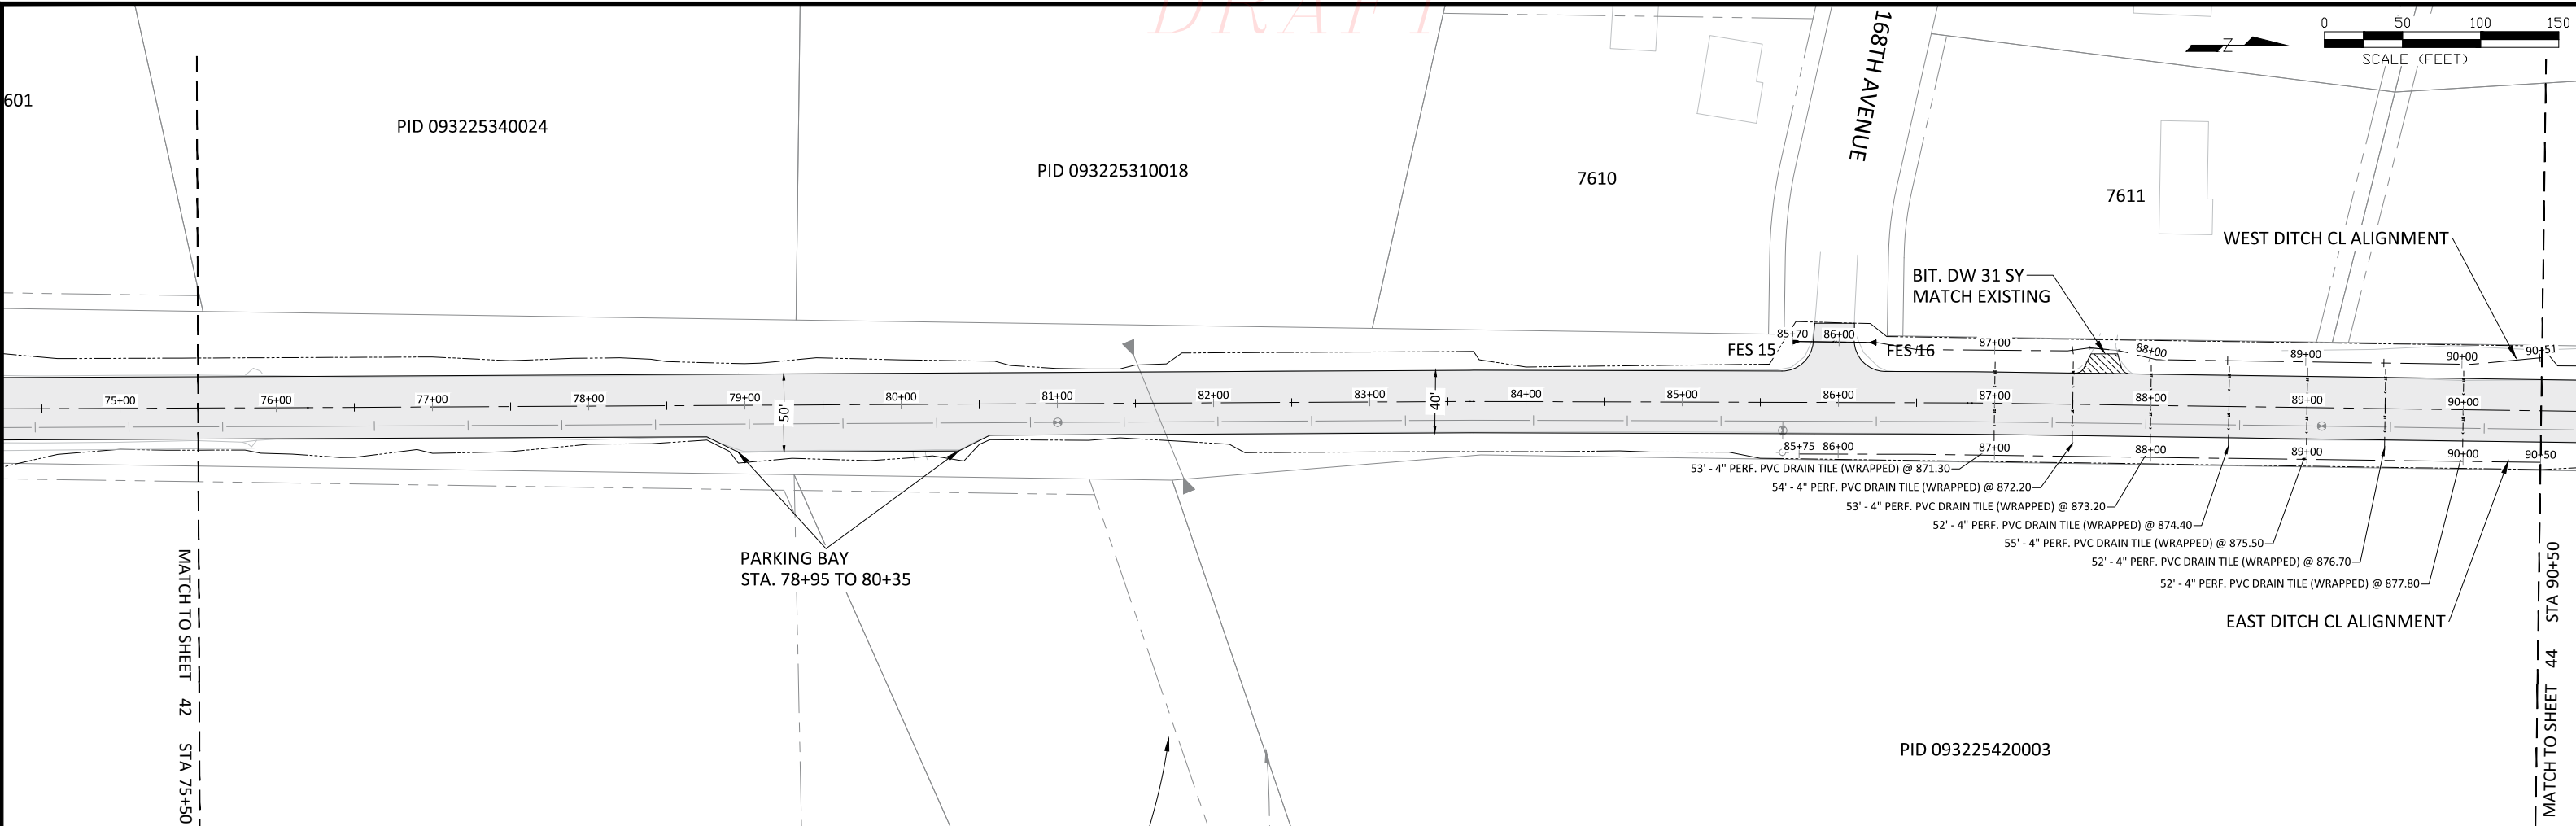 DRAFT
601
PID 093225340024
PID 093225310018
7610
168TH AVENUE
7611
Z
0 50 100 150
SCALE (FEET)
WEST DITCH CL ALIGNMENT
BIT. DW 31 SY
MATCH EXISTING
FES 15
FES 16
85+70 86+00 87+00 88+00 89+00 90+00 90+51
75+00 76+00 77+00 78+00 79+00 80+00 81+00 82+00 83+00 84+00 85+00 86+00 87+00 88+00 89+00 90+00
50'
40'
85+75 86+00 87+00 88+00 89+00 90+00 90+50
53' - 4" PERF. PVC DRAIN TILE (WRAPPED) @ 871.30
54' - 4" PERF. PVC DRAIN TILE (WRAPPED) @ 872.20
53' - 4" PERF. PVC DRAIN TILE (WRAPPED) @ 873.20
52' - 4" PERF. PVC DRAIN TILE (WRAPPED) @ 874.40
55' - 4" PERF. PVC DRAIN TILE (WRAPPED) @ 875.50
52' - 4" PERF. PVC DRAIN TILE (WRAPPED) @ 876.70
52' - 4" PERF. PVC DRAIN TILE (WRAPPED) @ 877.80
PARKING BAY
STA. 78+95 TO 80+35
EAST DITCH CL ALIGNMENT
PID 093225420003
MATCH TO SHEET 42 STA 75+50
MATCH TO SHEET 44 STA 90+50